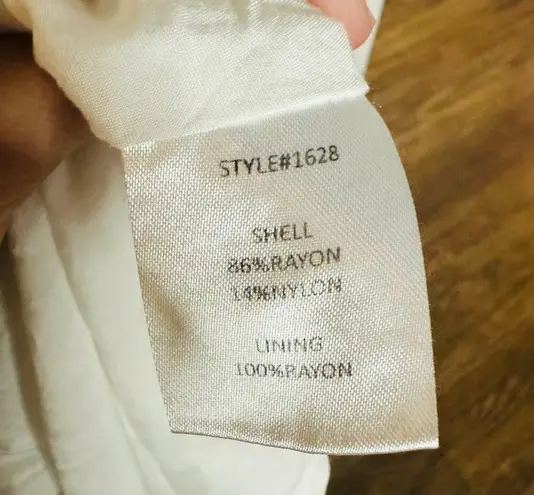 STYLE#1628
SHELL
86%RAYON
14%NYLON
LINING
100%RAYON